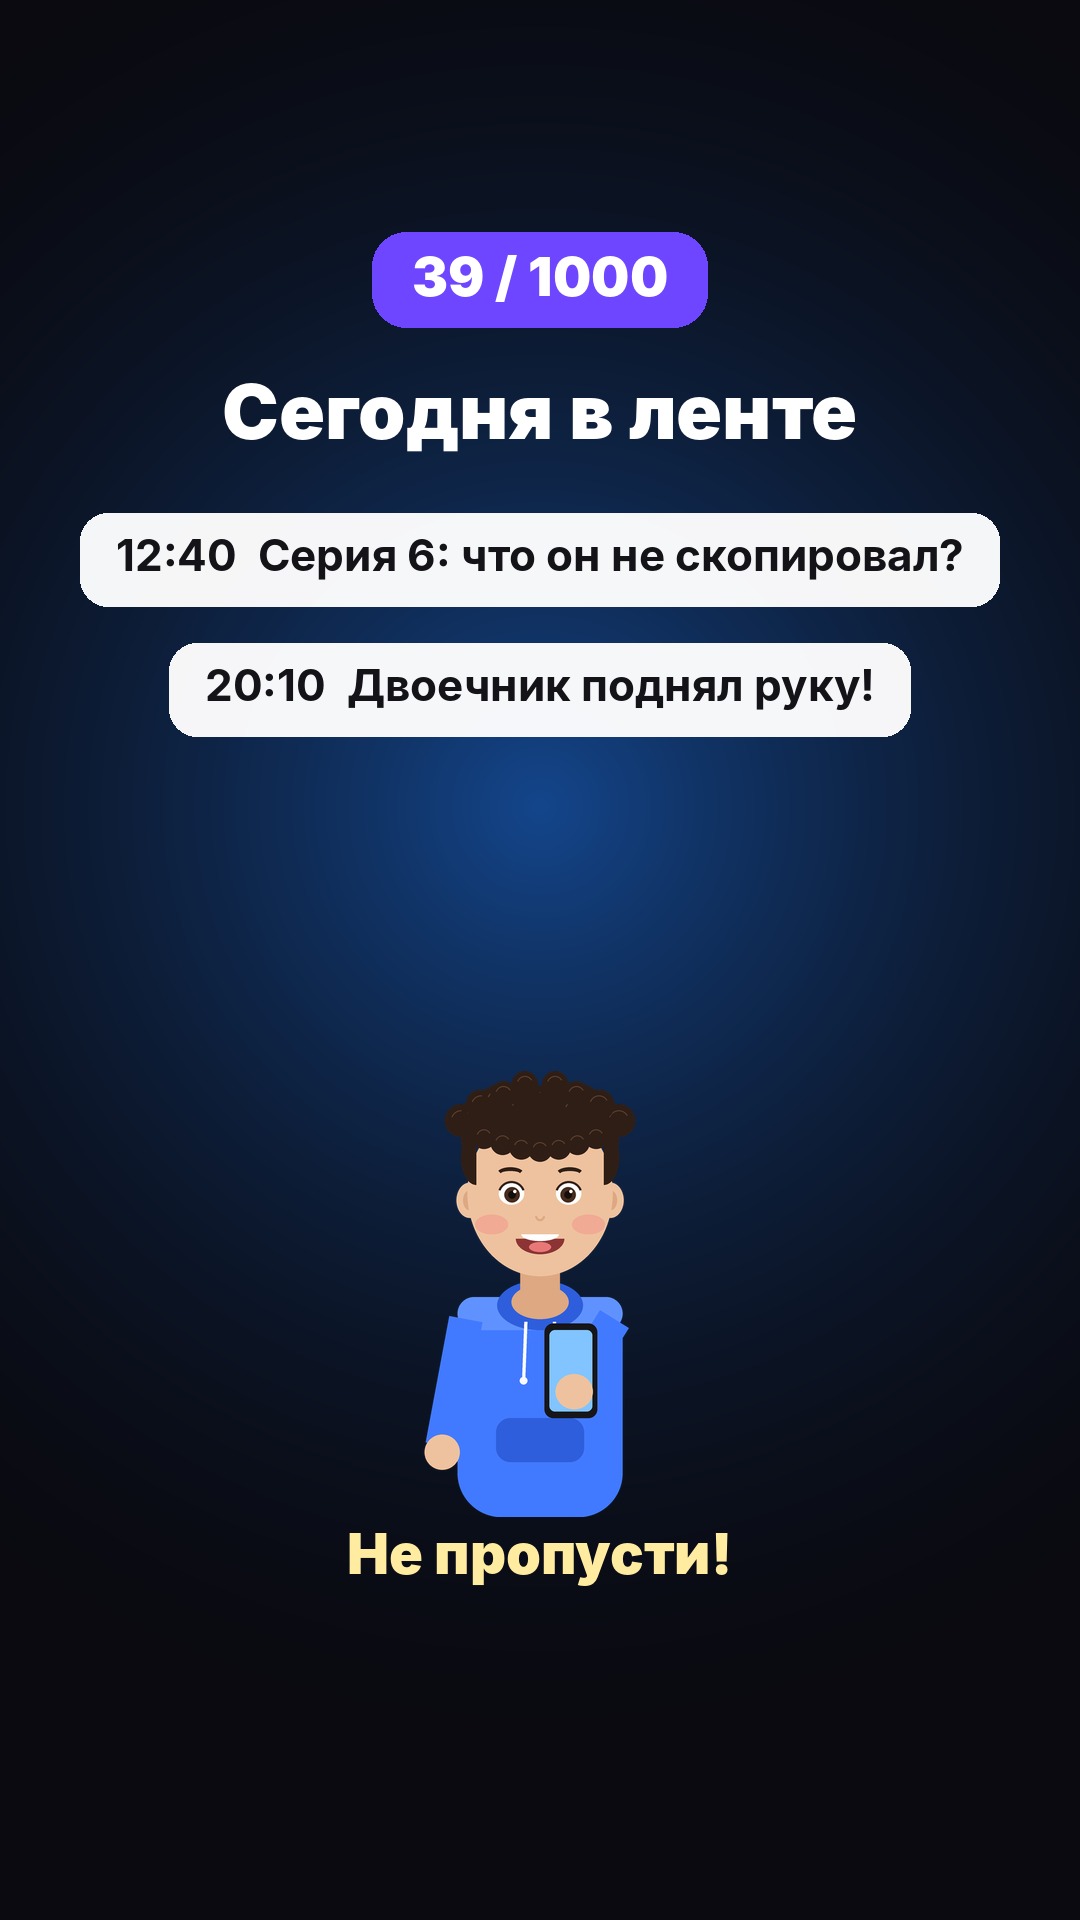 39 / 1000
Сегодня в ленте
12:40 Серия 6: что он не скопировал?
20:10 Двоечник поднял руку!
Не пропусти!